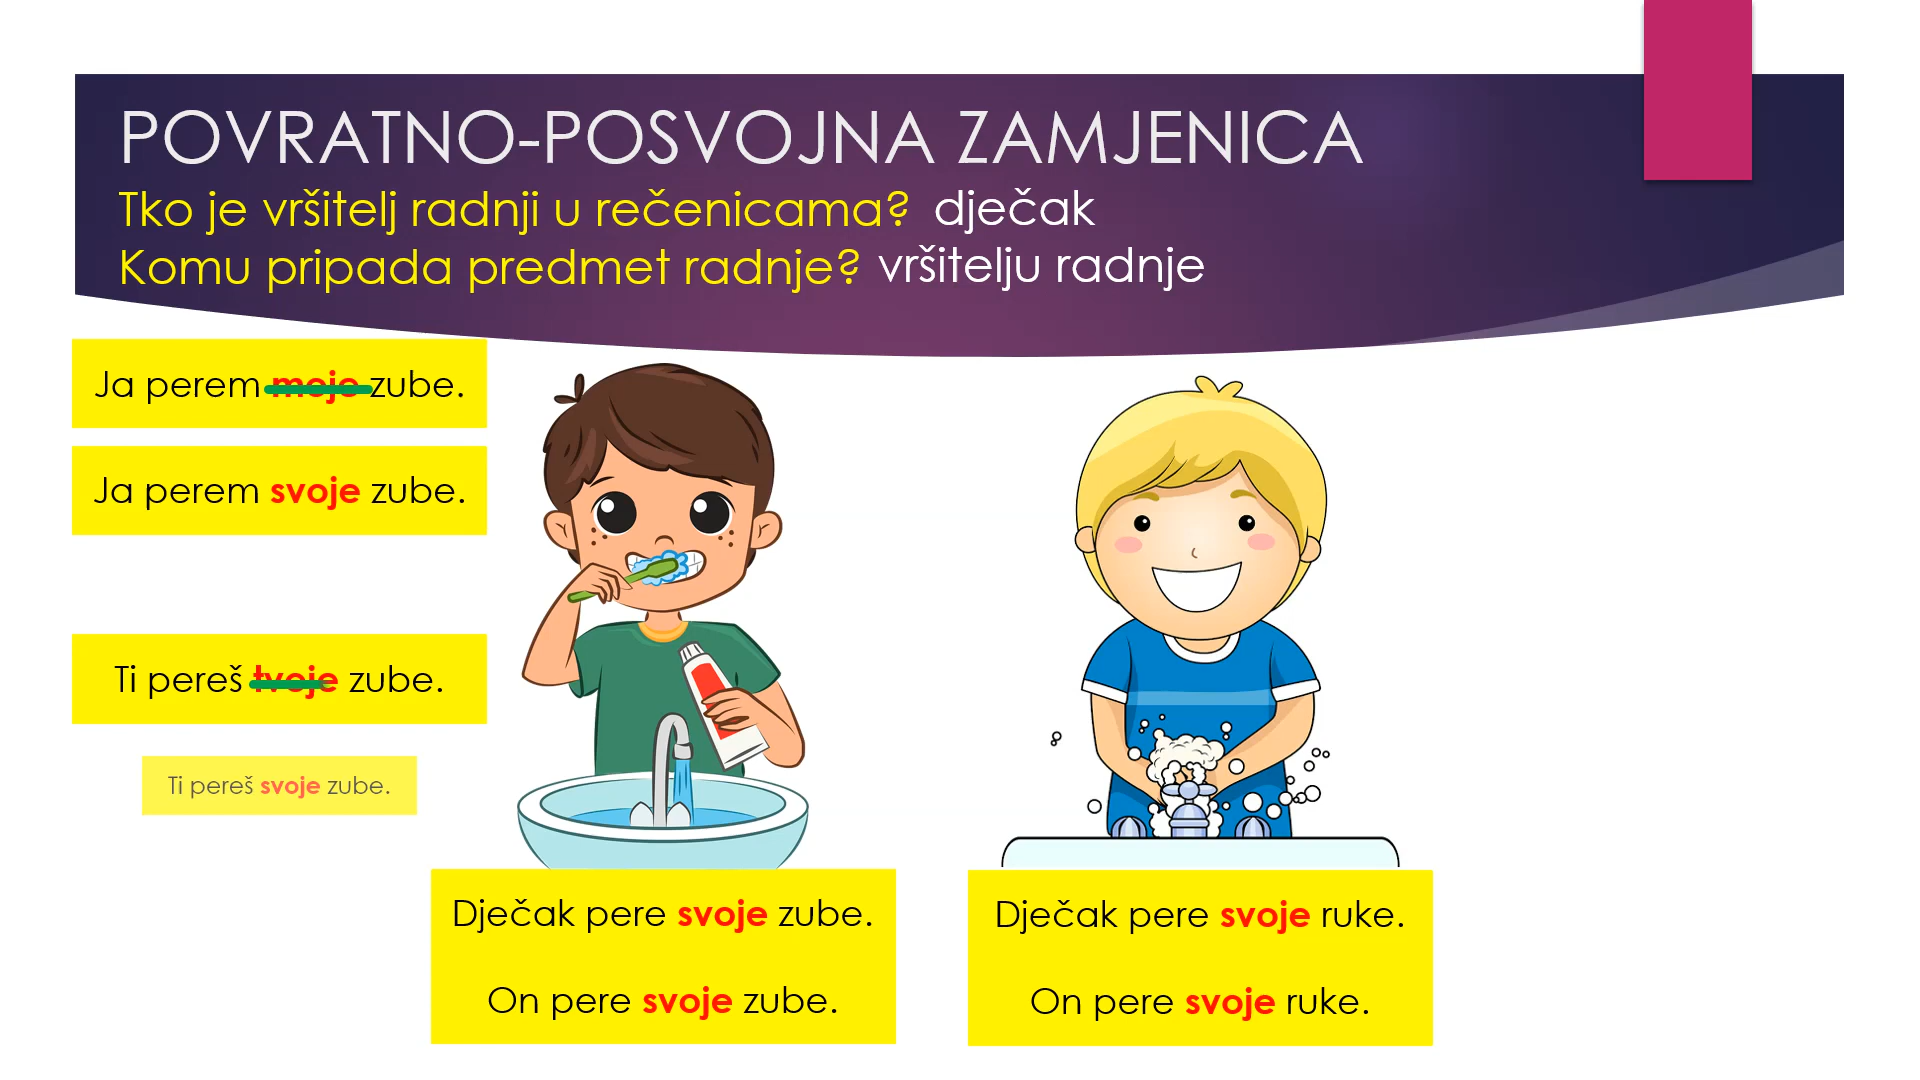 POVRATNO-POSVOJNA ZAMJENICA
Tko je vršitelj radnji u rečenicama? dječak
Komu pripada predmet radnje? vršitelju radnje
Ja perem moje zube.
Ja perem svoje zube.
Ti pereš tvoje zube.
Ti pereš svoje zube.
Dječak pere svoje zube.
On pere svoje zube.
Dječak pere svoje ruke.
On pere svoje ruke.